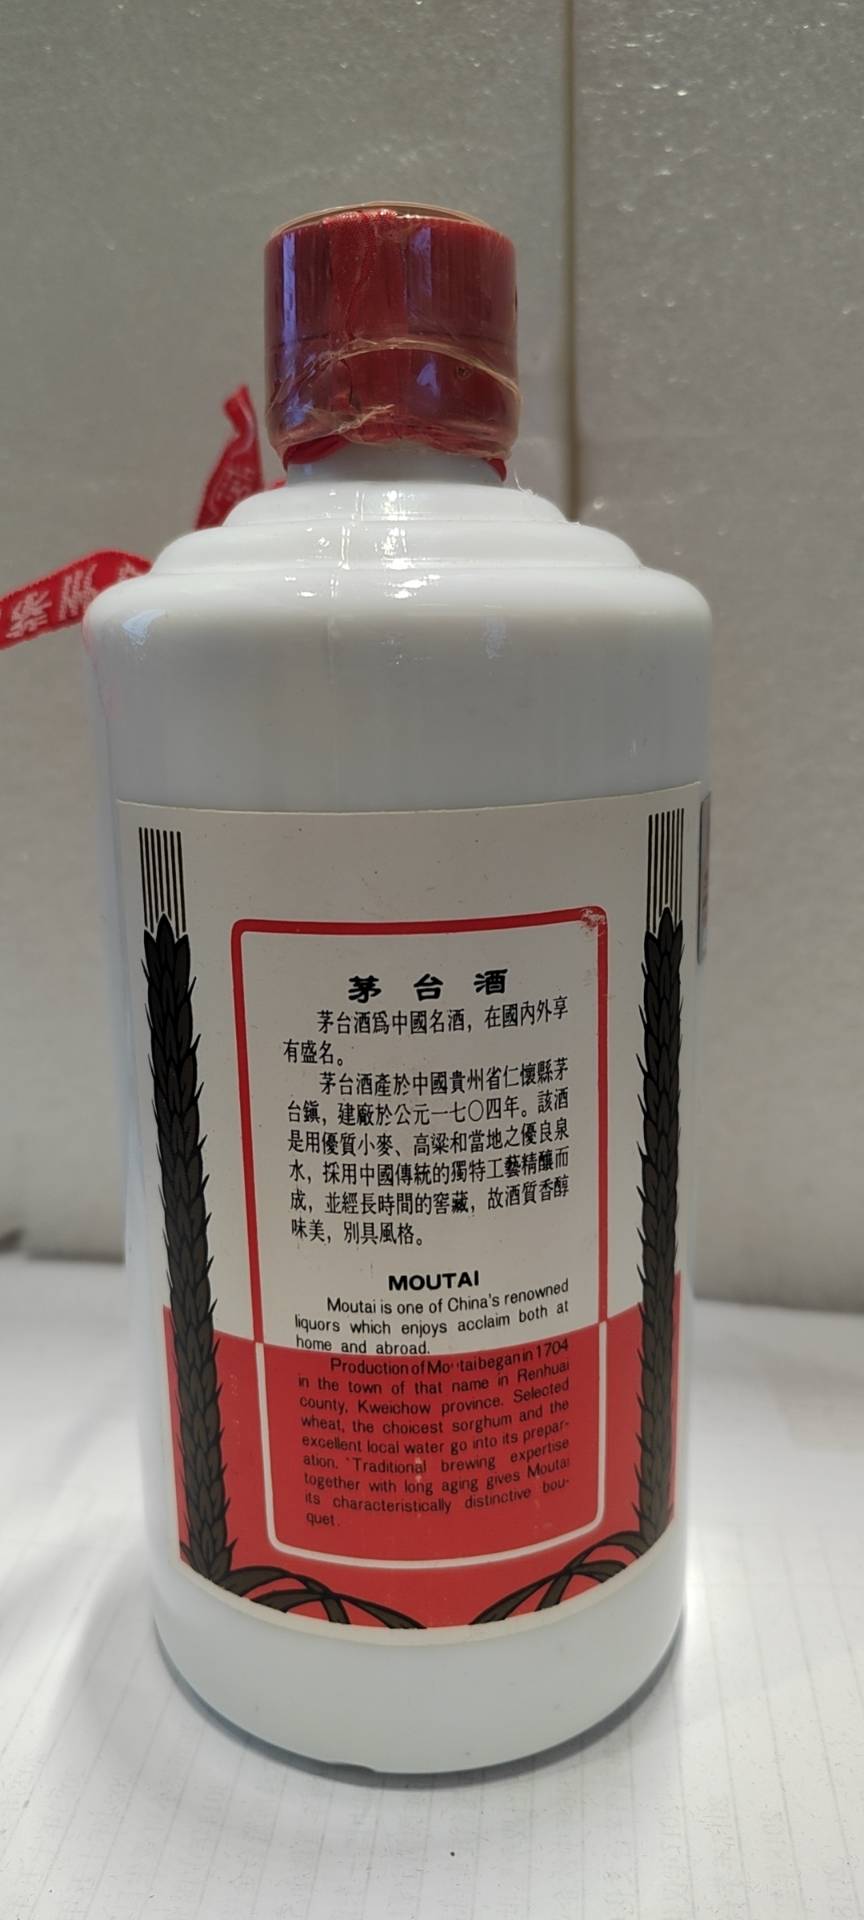 茅台酒
茅台酒爲中國名酒，在國內外享
有盛名。
茅台酒產於中國貴州省仁懷縣茅
台鎭，建廠於公元一七〇四年。該酒
是用優質小麥、高粱和當地之優良泉
水，採用中國傳統的獨特工藝精釀而
成，並經長時間的窖藏，故酒質香醇
味美，別具風格。
MOUTAI
Moutai is one of China's renowned
liquors which enjoys acclaim both at
home and abroad.
Production of Moutai began in 1704
in the town of that name in Renhuai
county, Kweichow province. Selected
wheat, the choicest sorghum and the
excellent local water go into its prepar-
ation. Traditional brewing expertise
together with long aging gives Moutai
its characteristically distinctive bou-
quet.